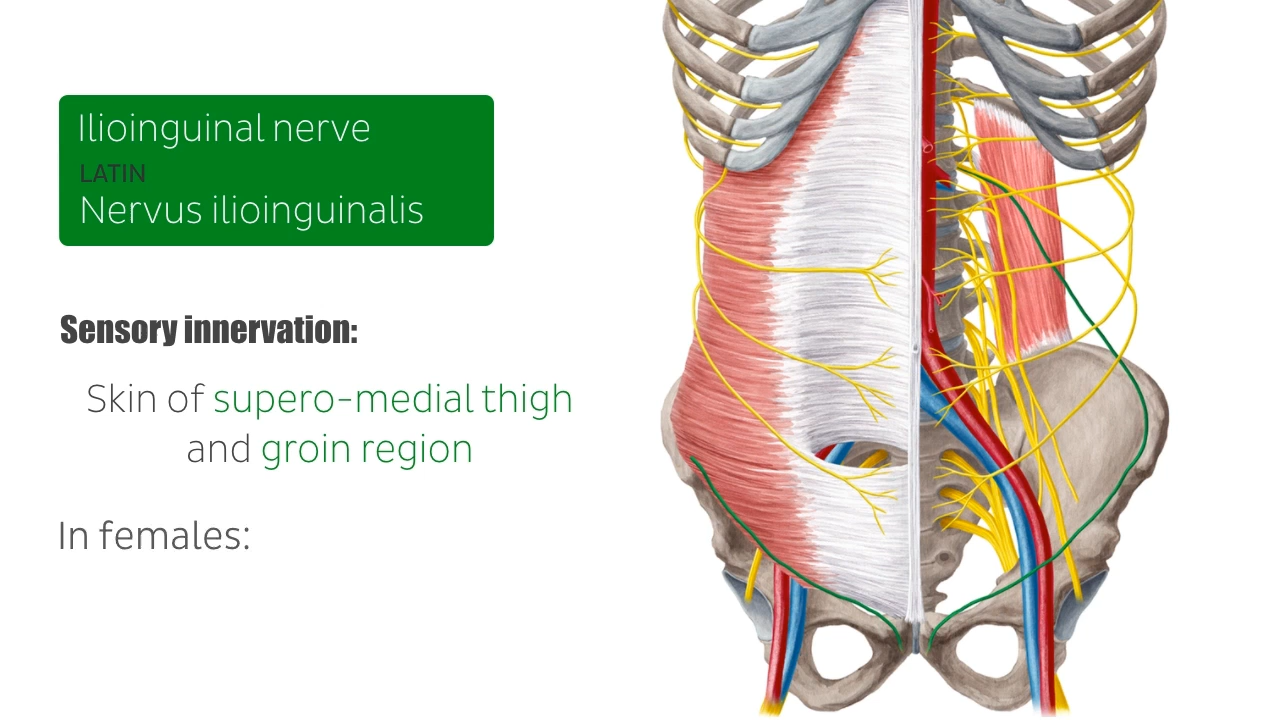 Ilioinguinal nerve
LATIN
Nervus ilioinguinalis
Sensory innervation:
Skin of supero-medial thigh
and groin region
In females: